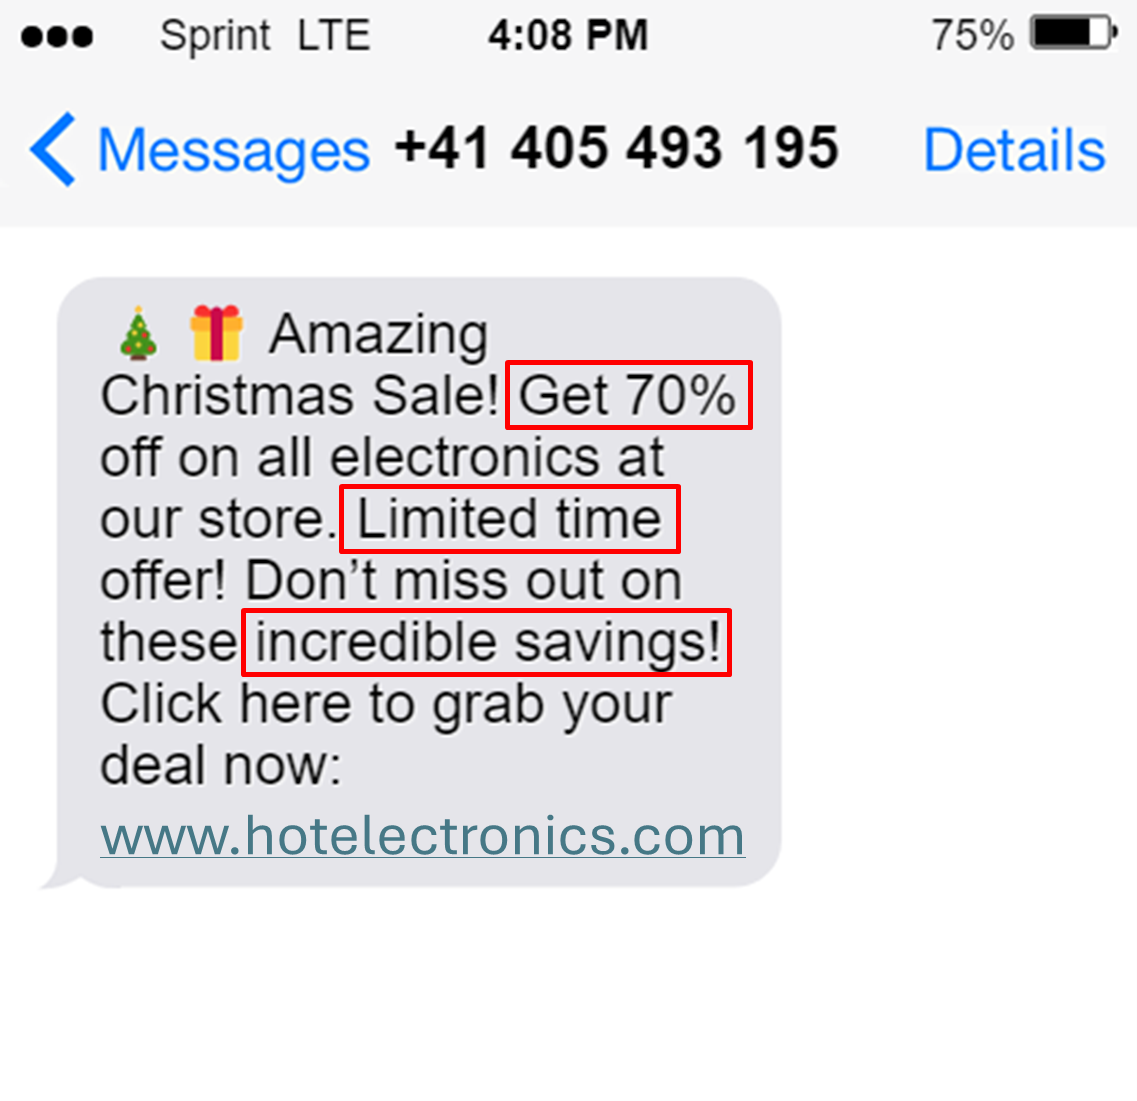 Sprint LTE 4:08 PM 75%
Messages +41 405 493 195 Details
🎄 🎁 Amazing
Christmas Sale! Get 70%
off on all electronics at
our store. Limited time
offer! Don’t miss out on
these incredible savings!
Click here to grab your
deal now:
www.hotelectronics.com